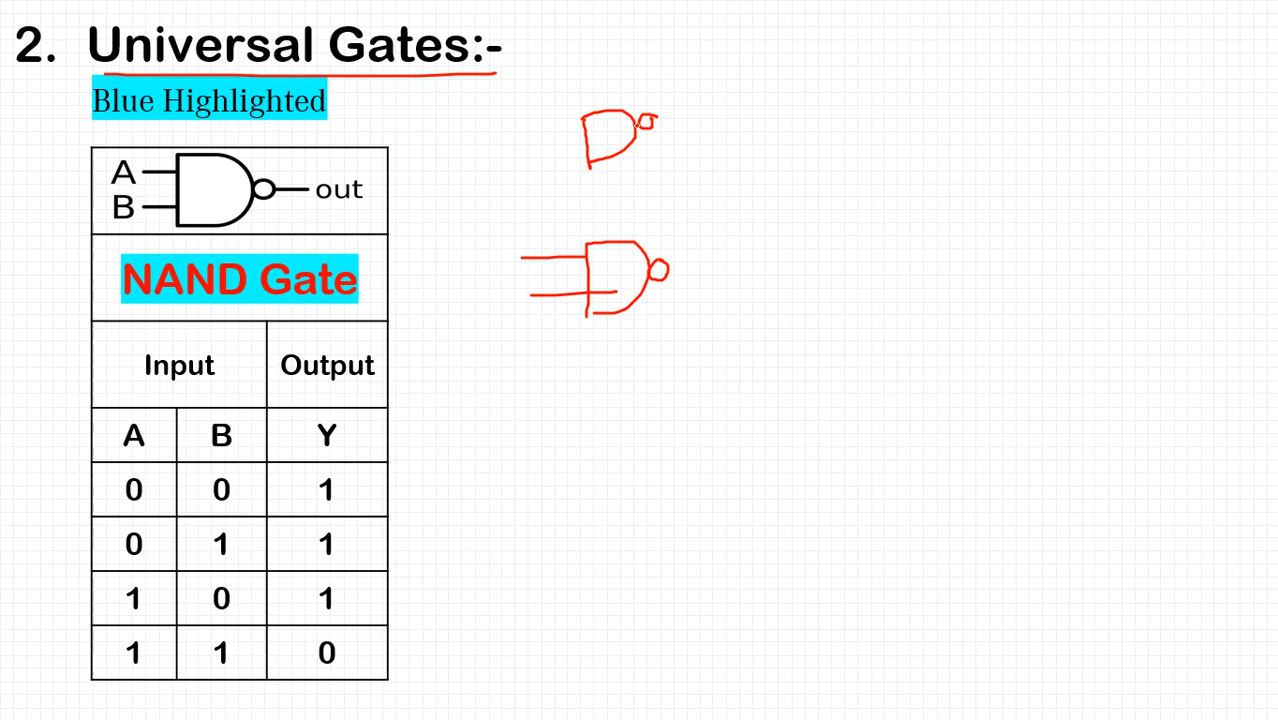 2. Universal Gates:-
Blue Highlighted
A
B
out
NAND Gate
Input Output
A B Y
0 0 1
0 1 1
1 0 1
1 1 0